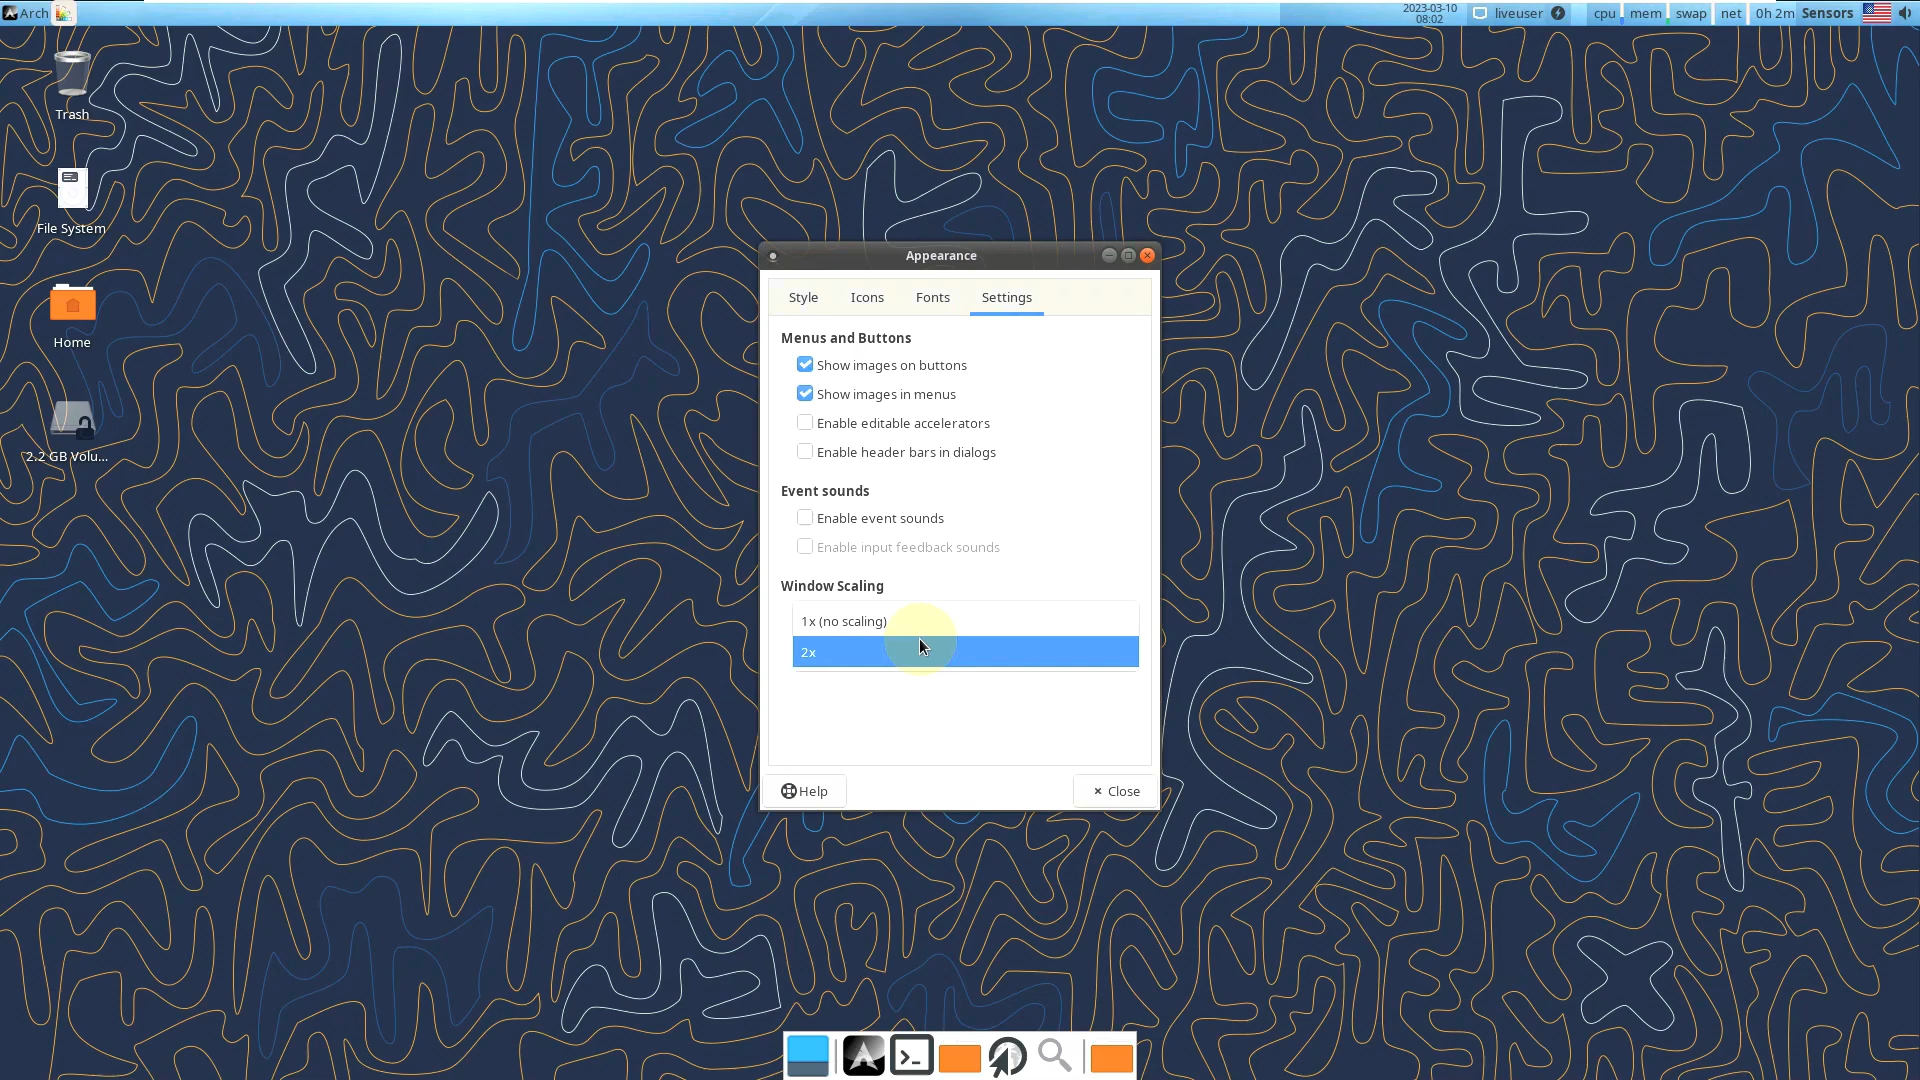 Arch
2023-03-10
08:02
liveuser
cpu
mem
swap
net
0h 2m
Sensors
Trash
File System
Home
2.2 GB Volu...
Appearance
Style
Icons
Fonts
Settings
Menus and Buttons
Show images on buttons
Show images in menus
Enable editable accelerators
Enable header bars in dialogs
Event sounds
Enable event sounds
Enable input feedback sounds
Window Scaling
1x (no scaling)
2x
Help
Close